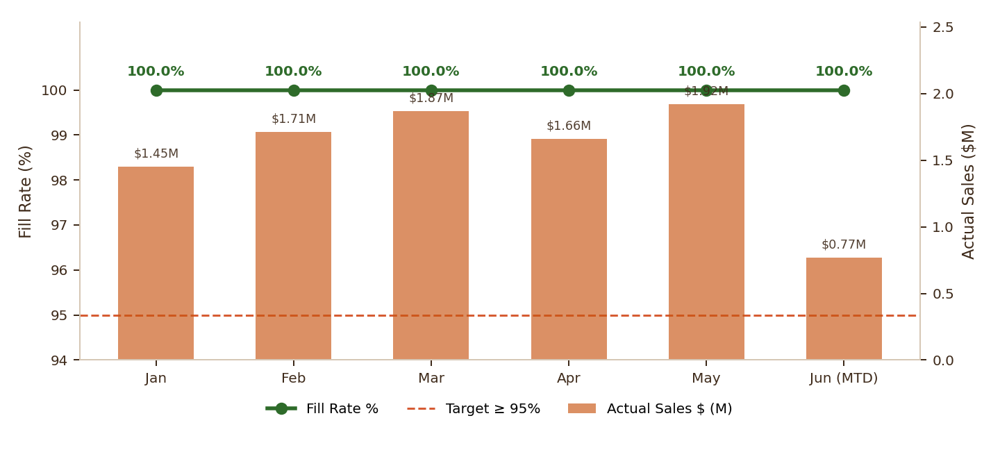 2.5
100.0% 100.0% 100.0% 100.0% 100.0% 100.0%
100
2.0
$1.87M
$1.92M
$1.71M
$1.66M
99
$1.45M
1.5
98
Fill Rate (%)
Actual Sales ($M)
97
1.0
$0.77M
96
0.5
95
94
0.0
Jan Feb Mar Apr May Jun (MTD)
Fill Rate % Target ≥ 95% Actual Sales $ (M)